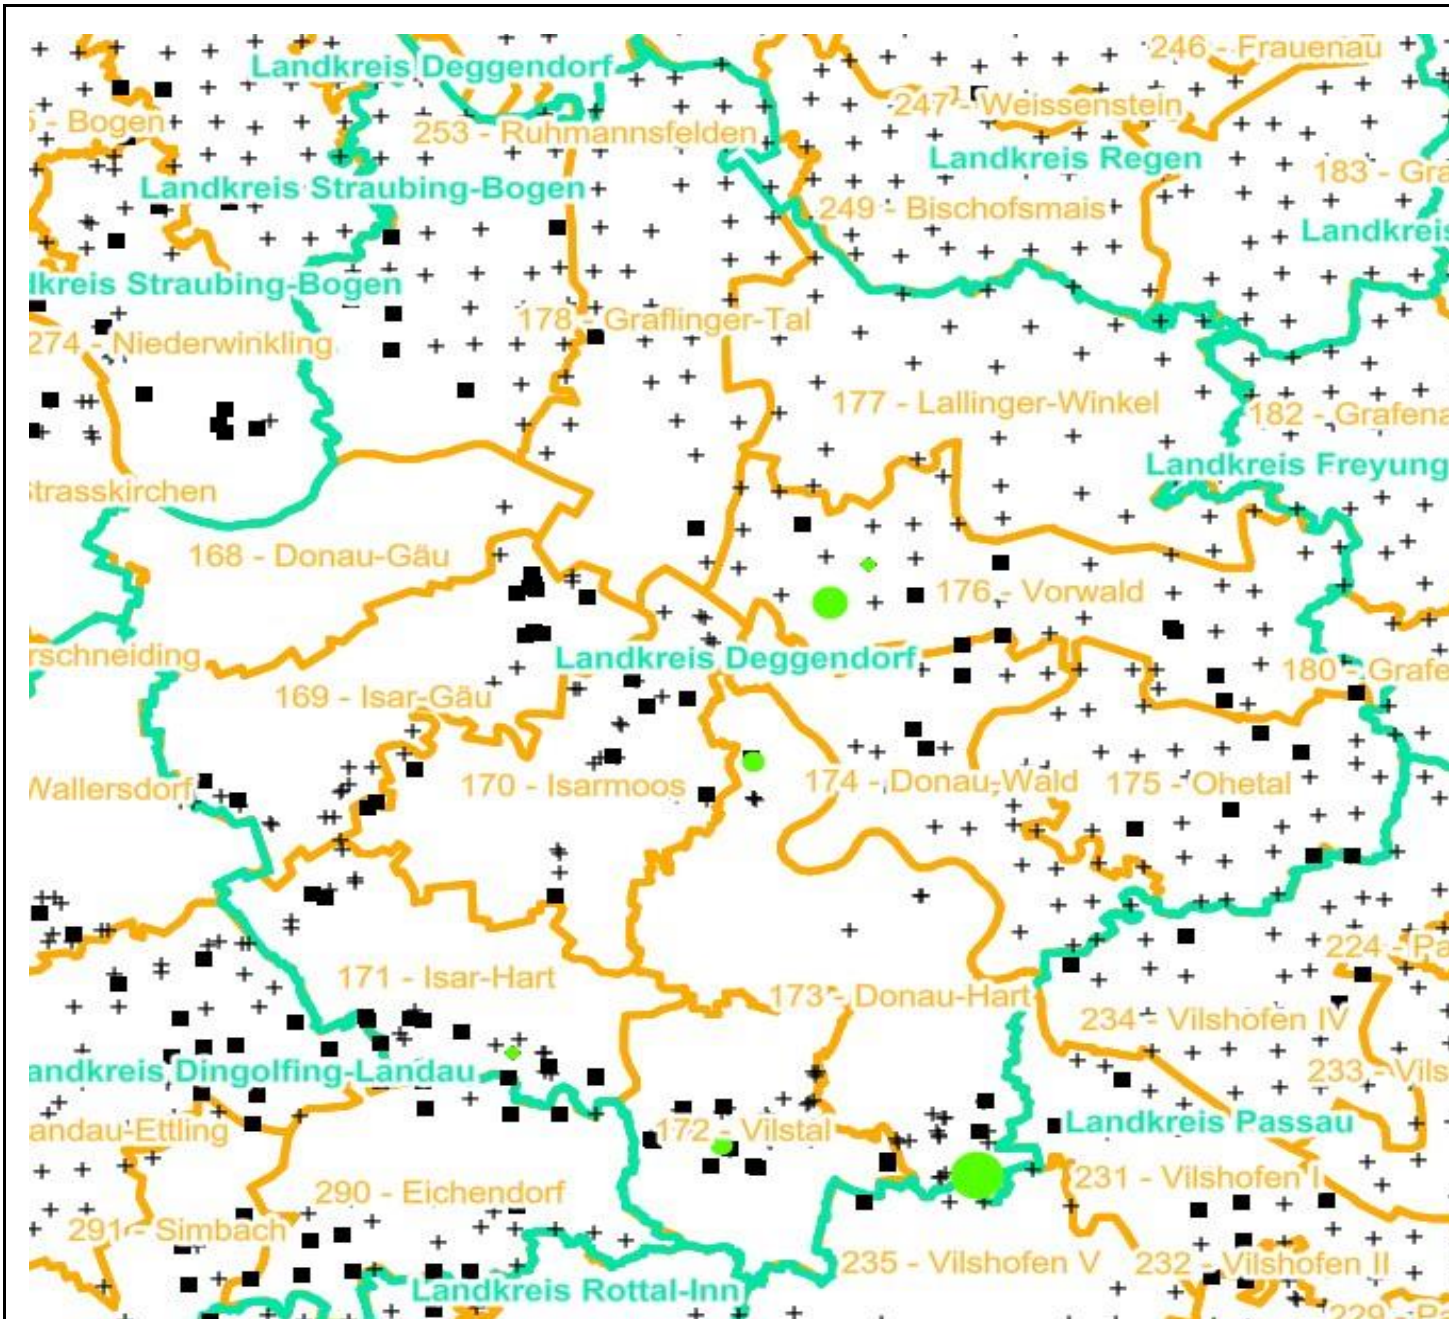 246 - Frauenau
Landkreis Deggendorf
247 - Weissenstein
- Bogen
253 - Ruhmannsfelden
Landkreis Regen
183 - Gra
Landkreis Straubing-Bogen
249 - Bischofsmais
Landkreis
dkreis Straubing-Bogen
178 - Graflinger-Tal
274 - Niederwinkling
177 - Lallinger-Winkel
182 - Grafena
Landkreis Freyung
Strasskirchen
168 - Donau-Gäu
176 - Vorwald
rschneiding
Landkreis Deggendorf
180 - Grafe
169 - Isar-Gäu
Wallersdorf
170 - Isarmoos
174 - Donau-Wald
175 - Ohetal
224 - Pa
171 - Isar-Hart
173 - Donau-Hart
234 - Vilshofen IV
andkreis Dingolfing-Landau
233 - Vils
andau-Ettling
172 - Vilstal
Landkreis Passau
290 - Eichendorf
231 - Vilshofen I
291 - Simbach
235 - Vilshofen V
232 - Vilshofen II
Landkreis Rottal-Inn
229 - Pa